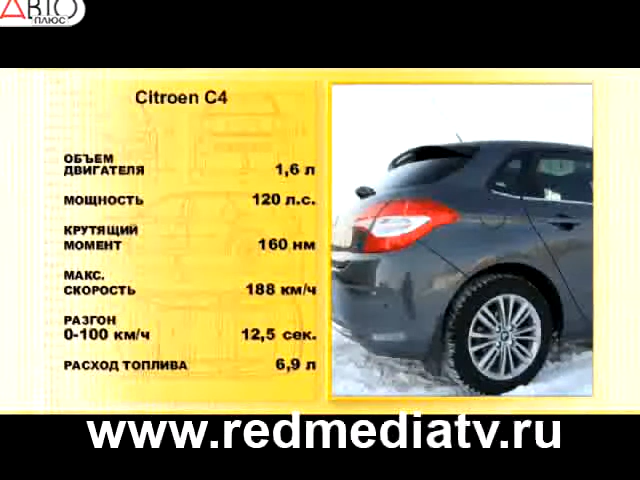 АВТО
ПЛЮС
Citroen C4
ОБЪЕМ
ДВИГАТЕЛЯ 1,6 л
МОЩНОСТЬ 120 л.с.
КРУТЯЩИЙ
МОМЕНТ 160 нм
МАКС.
СКОРОСТЬ 188 км/ч
РАЗГОН
0-100 км/ч 12,5 сек.
РАСХОД ТОПЛИВА 6,9 л
www.redmediatv.ru